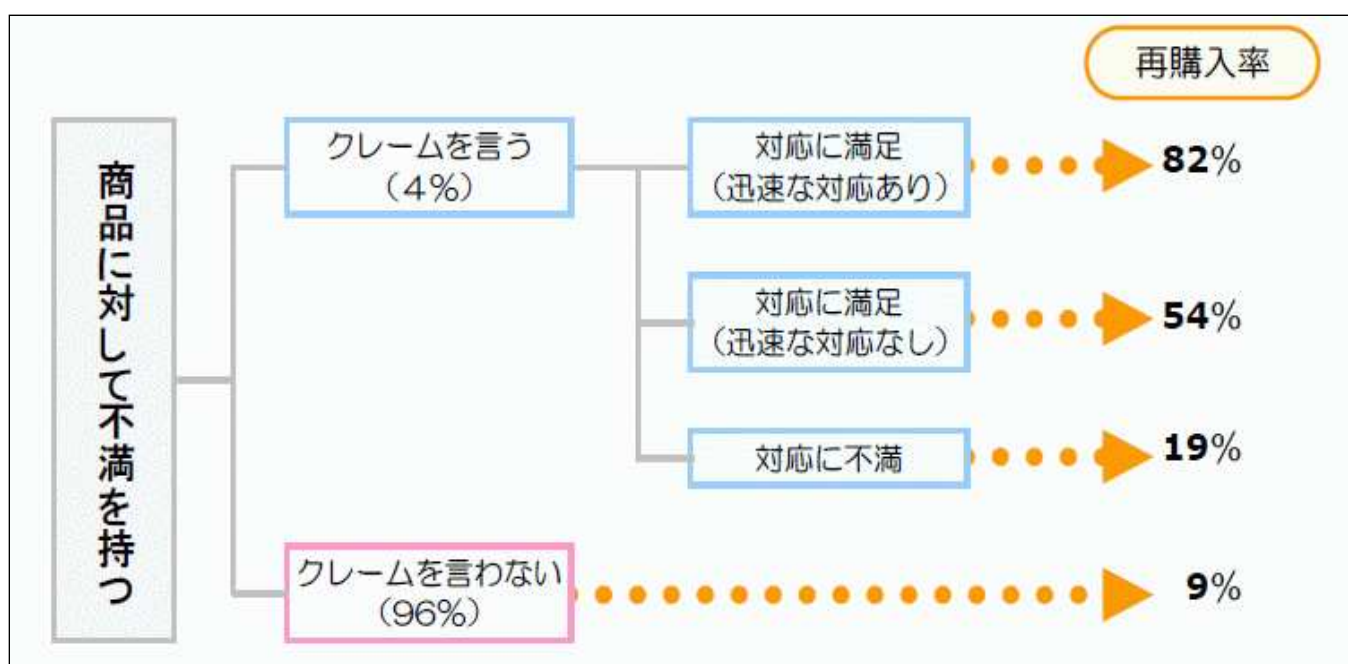 再購入率
商品に対して不満を持つ
クレームを言う
（4％）
対応に満足
（迅速な対応あり）
82%
対応に満足
（迅速な対応なし）
54%
対応に不満
19%
クレームを言わない
（96％）
9%